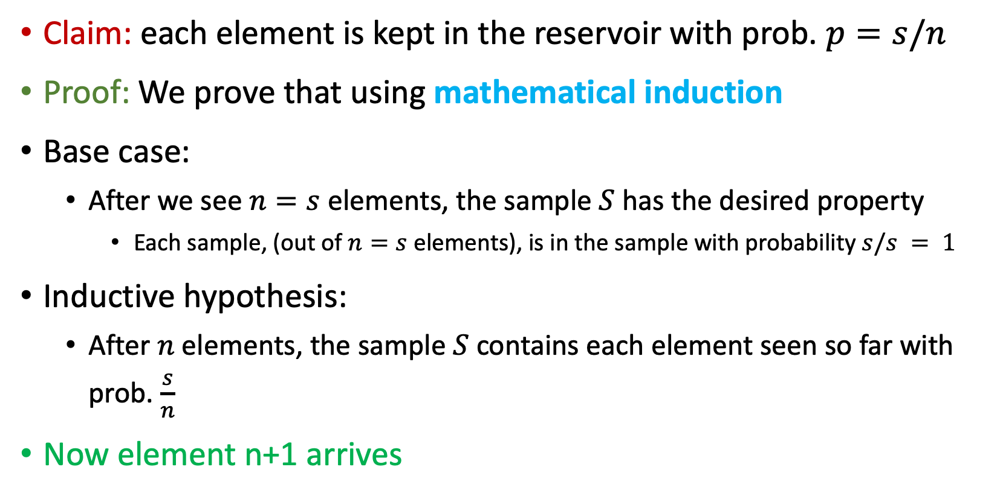 • Claim: each element is kept in the reservoir with prob. p = s/n
• Proof: We prove that using mathematical induction
• Base case:
• After we see n = s elements, the sample S has the desired property
• Each sample, (out of n = s elements), is in the sample with probability s/s = 1
• Inductive hypothesis:
• After n elements, the sample S contains each element seen so far with
prob. s/n
• Now element n+1 arrives